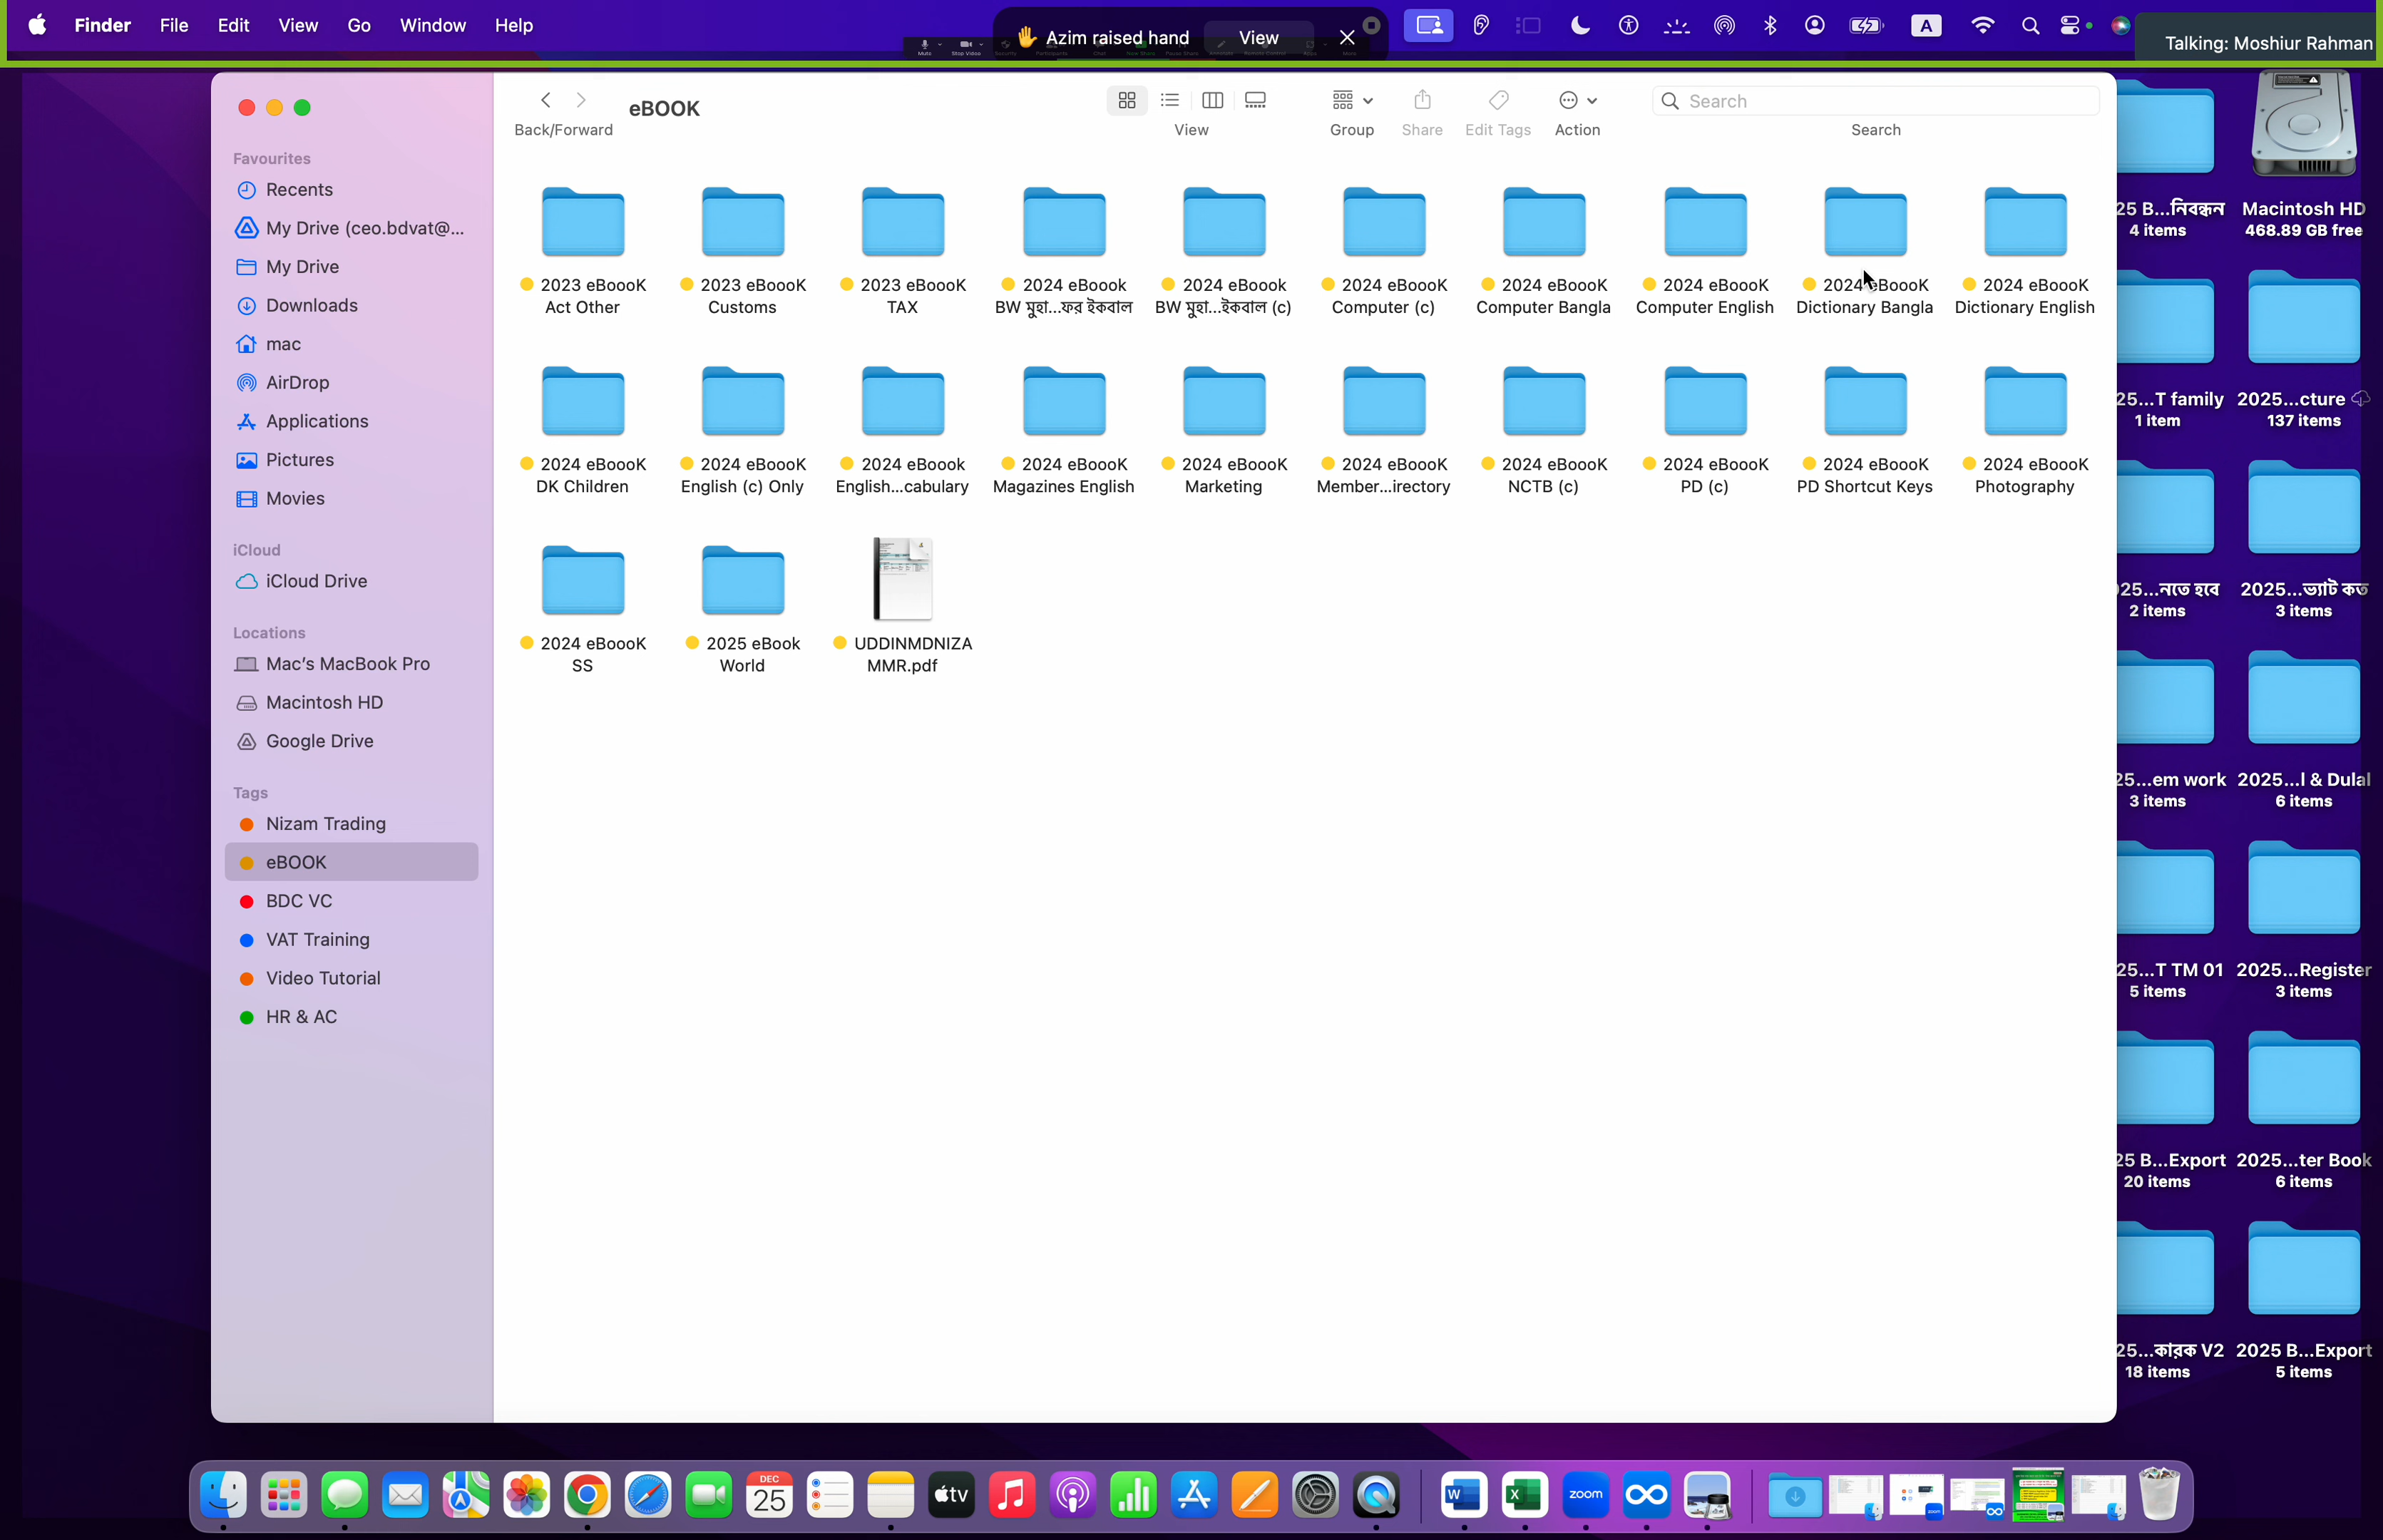 Finder File Edit View Go Window Help
Azim raised hand View
A
Talking: Moshiur Rahman
Mute Stop Video
Back/Forward
eBOOK
View
Group
Share
Edit Tags
Action
Search
Search
Favourites
Recents
My Drive (ceo.bdvat@...
My Drive
Downloads
mac
AirDrop
Applications
Pictures
Movies
iCloud
iCloud Drive
Locations
Mac's MacBook Pro
Macintosh HD
Google Drive
Tags
Nizam Trading
eBOOK
BDC VC
VAT Training
Video Tutorial
HR & AC
2023 eBoooK
Act Other
2023 eBoooK
Customs
2023 eBoooK
TAX
2024 eBoook
BW মুহা...ফর ইকবাল
2024 eBoook
BW মুহা...ইকবাল (c)
2024 eBoooK
Computer (c)
2024 eBoooK
Computer Bangla
2024 eBoooK
Computer English
2024 eBoooK
Dictionary Bangla
2024 eBoooK
Dictionary English
2024 eBoooK
DK Children
2024 eBoooK
English (c) Only
2024 eBoook
English...cabulary
2024 eBoooK
Magazines English
2024 eBoooK
Marketing
2024 eBoooK
Member...irectory
2024 eBoooK
NCTB (c)
2024 eBoooK
PD (c)
2024 eBoooK
PD Shortcut Keys
2024 eBoooK
Photography
2024 eBoooK
SS
2025 eBook
World
UDDINMDNIZA
MMR.pdf
25 B...নিবন্ধন
4 items
Macintosh HD
468.89 GB free
25...T family
1 item
2025...cture
137 items
25...নতে হবে
2 items
2025...ভ্যাট কত
3 items
25...em work
3 items
2025...l & Dulal
6 items
25...T TM 01
5 items
2025...Register
3 items
25 B...Export
20 items
2025...ter Book
6 items
25...কারক V2
18 items
2025 B...Export
5 items
DEC
25
tv
W
X
zoom